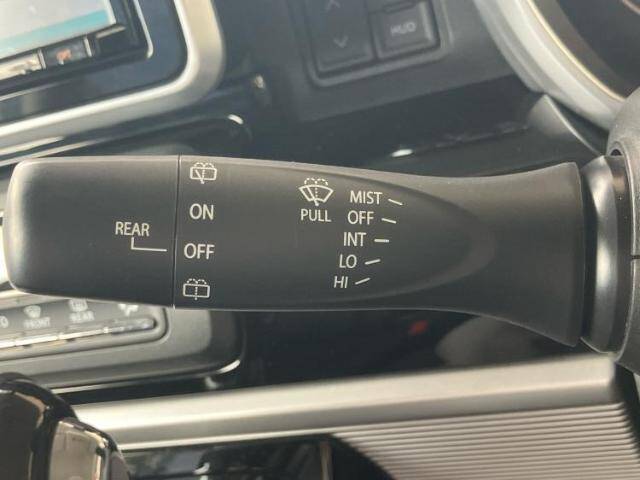 HUD
MIST
ON
PULL
OFF
REAR
INT
OFF
LO
HI
FRONT
REAR